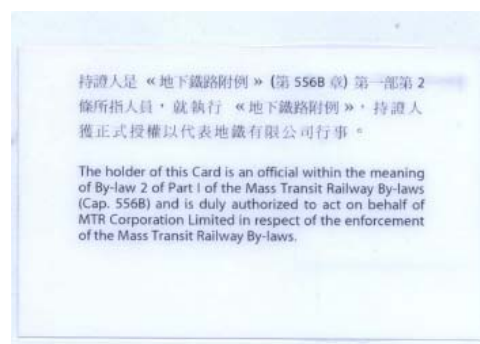 持證人是 «地下鐵路附例» (第 556B 章) 第一部第 2
條所指人員，就執行 «地下鐵路附例»，持證人
獲正式授權以代表地鐵有限公司行事。
The holder of this Card is an official within the meaning
of By-law 2 of Part I of the Mass Transit Railway By-laws
(Cap. 556B) and is duly authorized to act on behalf of
MTR Corporation Limited in respect of the enforcement
of the Mass Transit Railway By-laws.